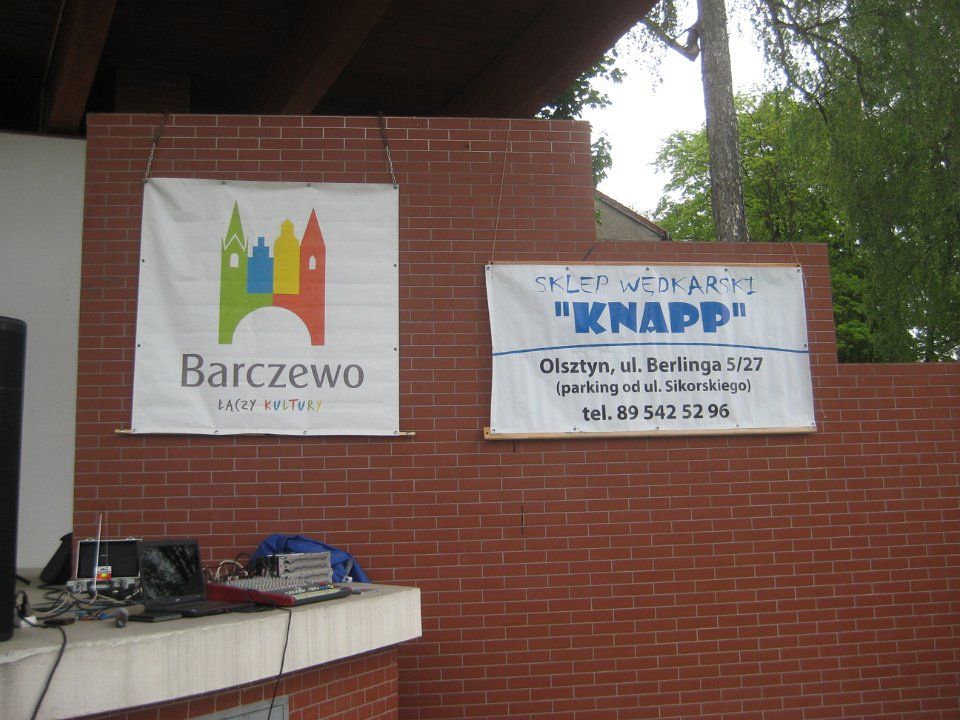 Barczewo
ŁĄCZY KULTURY
SKLEP WĘDKARSKI
"KNAPP"
Olsztyn, ul. Berlinga 5/27
(parking od ul. Sikorskiego)
tel. 89 542 52 96